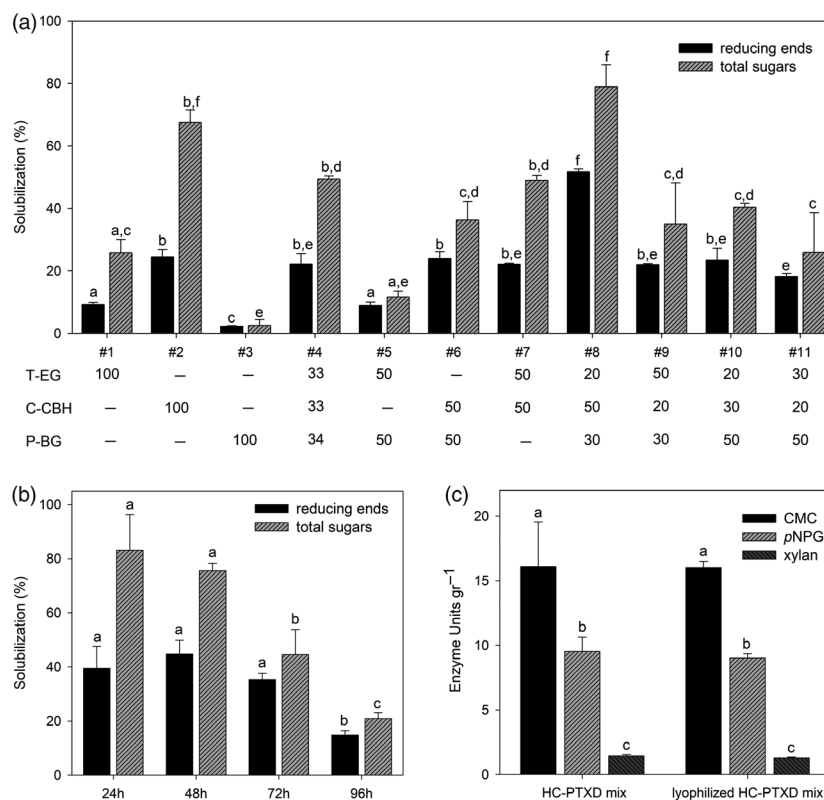 (a)
100
80
60
40
20
0
Solubilization (%)
reducing ends
total sugars
a a,c b b,f c e b,e b,d a a,e b c,d b,e b,d f f b,e c,d b,e c,d e c
#1 #2 #3 #4 #5 #6 #7 #8 #9 #10 #11
T-EG 100 — — 33 50 — 50 20 50 20 30
C-CBH — 100 — 33 — 50 50 50 20 30 20
P-BG — — 100 34 50 50 — 30 30 50 50
(b)
100
80
60
40
20
0
Solubilization (%)
reducing ends
total sugars
a a a a a b b c
24h 48h 72h 96h
(c)
20
15
10
5
0
Enzyme Units gr−1
CMC
pNPG
xylan
a b c a b c
HC-PTXD mix lyophilized HC-PTXD mix